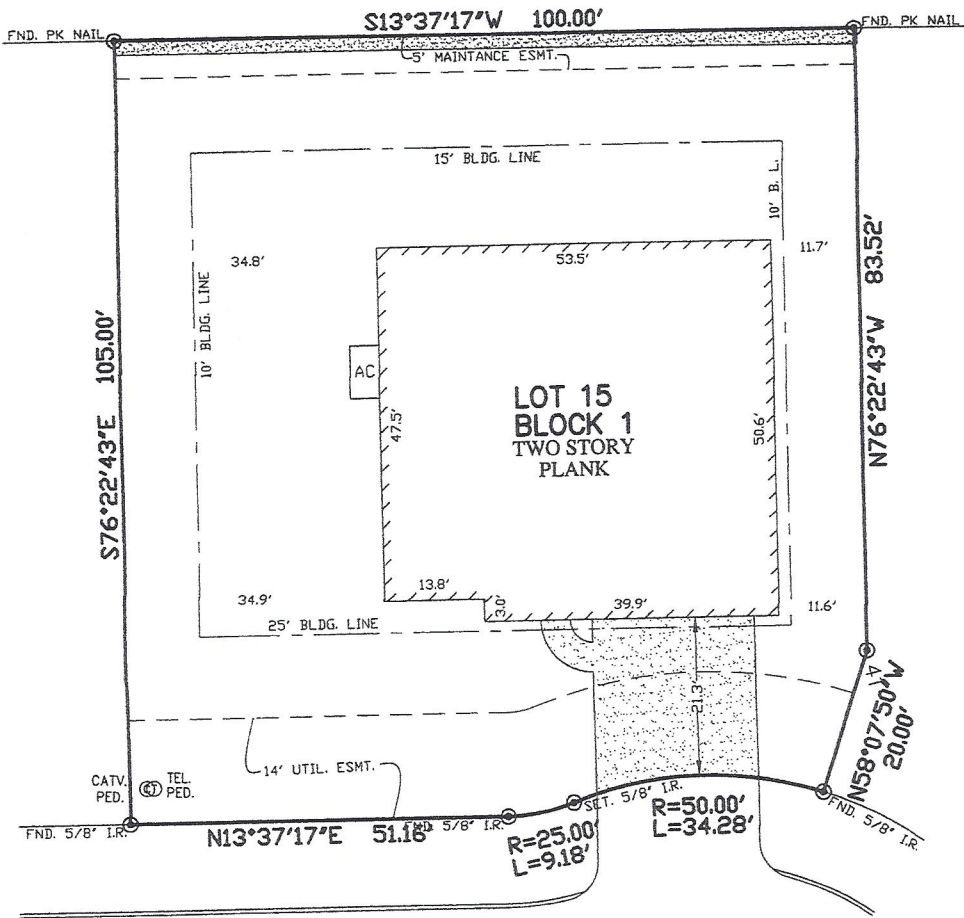 S13°37'17"W 100.00'
FND. PK NAIL
FND. PK NAIL
5' MAINTANCE ESMT.
15' BLDG. LINE
10' B. L.
34.8'
53.5'
11.7'
10' BLDG. LINE
S76°22'43"E 105.00'
N76°22'43"W 83.52'
AC
47.5'
LOT 15
BLOCK 1
TWO STORY
PLANK
50.6'
13.8'
34.9'
3.0'
39.9'
11.6'
25' BLDG. LINE
21.3'
N58°07'50"W
20.00'
14' UTIL. ESMT.
CATV.
PED.
CT
TEL.
PED.
FND. 5/8' I.R.
N13°37'17"E 51.16'
FND. 5/8' I.R.
SET. 5/8' I.R.
R=25.00'
L=9.18'
R=50.00'
L=34.28'
FND. 5/8' I.R.